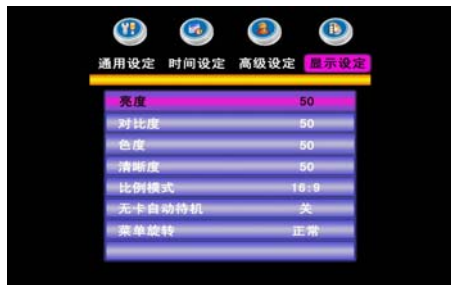 通用设定 时间设定 高级设定 显示设定
亮度 50
对比度 50
色度 50
清晰度 50
比例模式 16:9
无卡自动待机 关
菜单旋转 正常